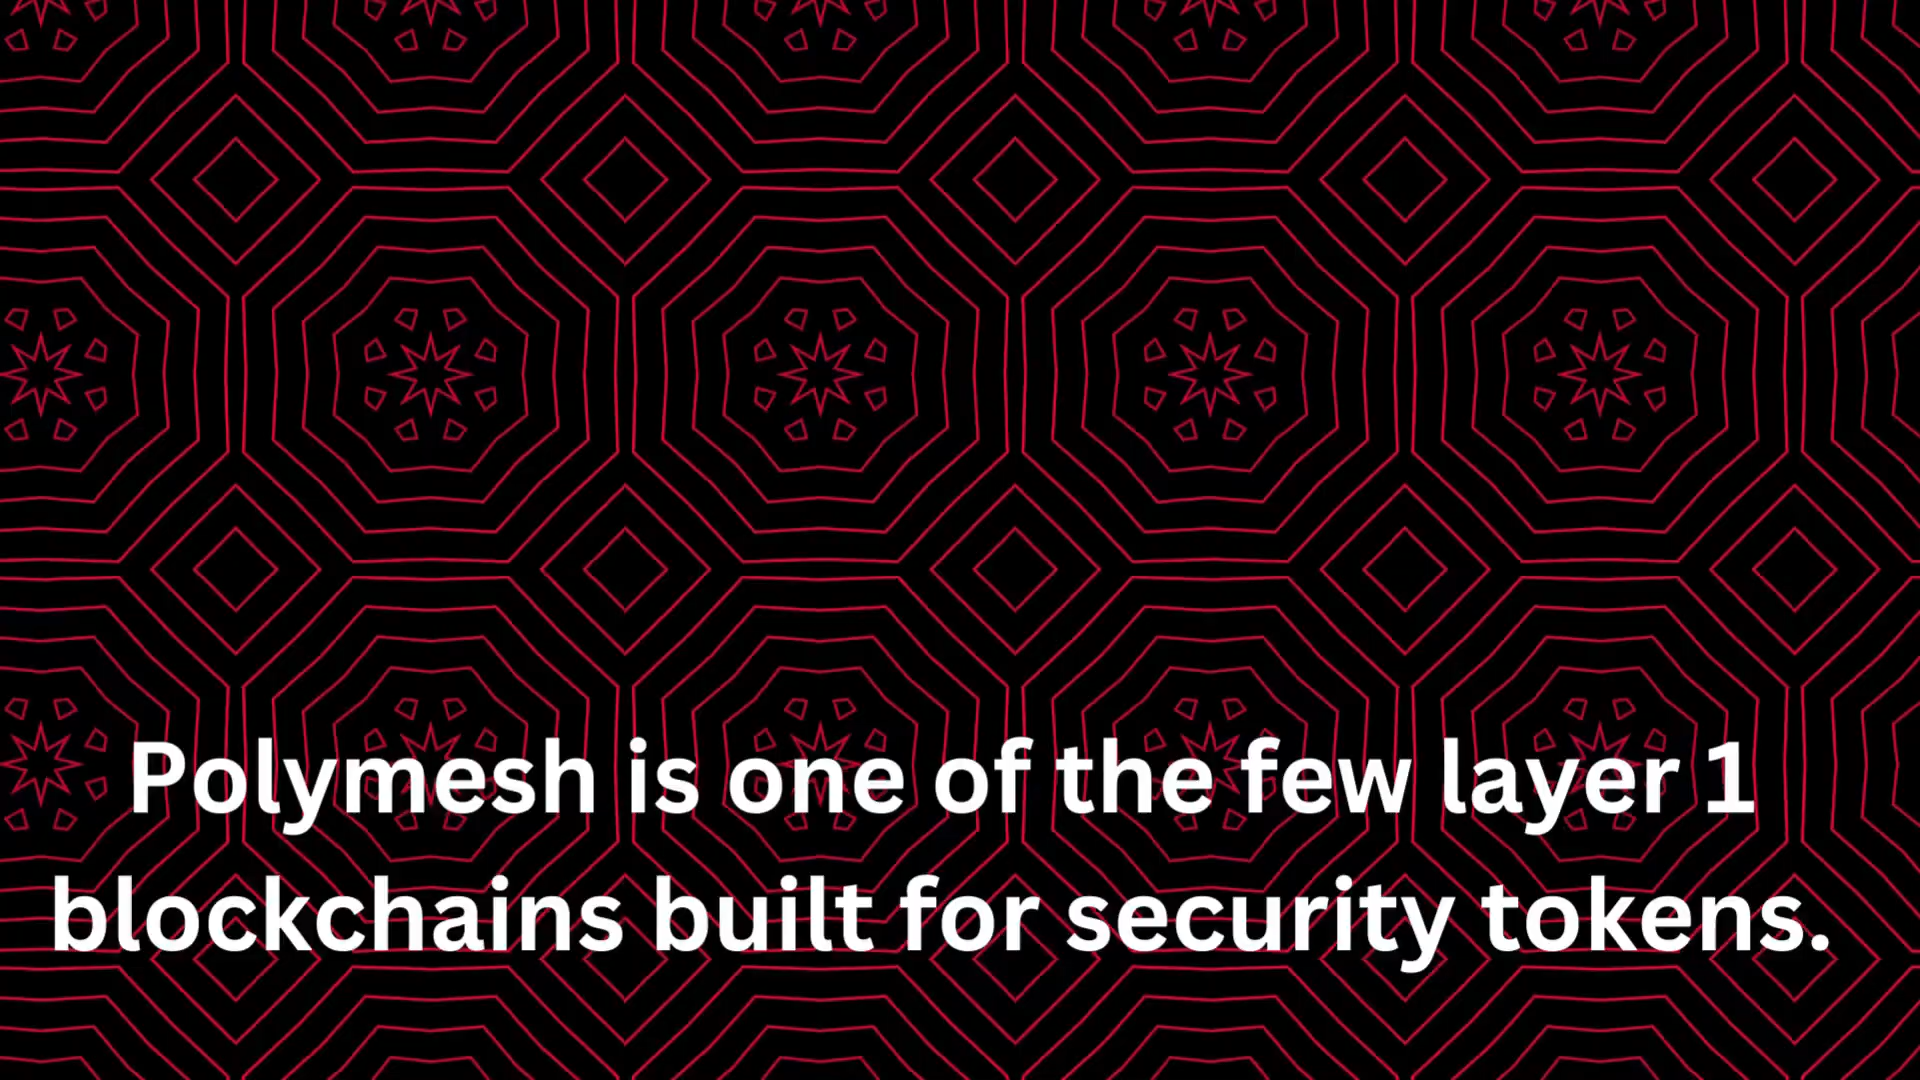 Polymesh is one of the few layer 1
blockchains built for security tokens.